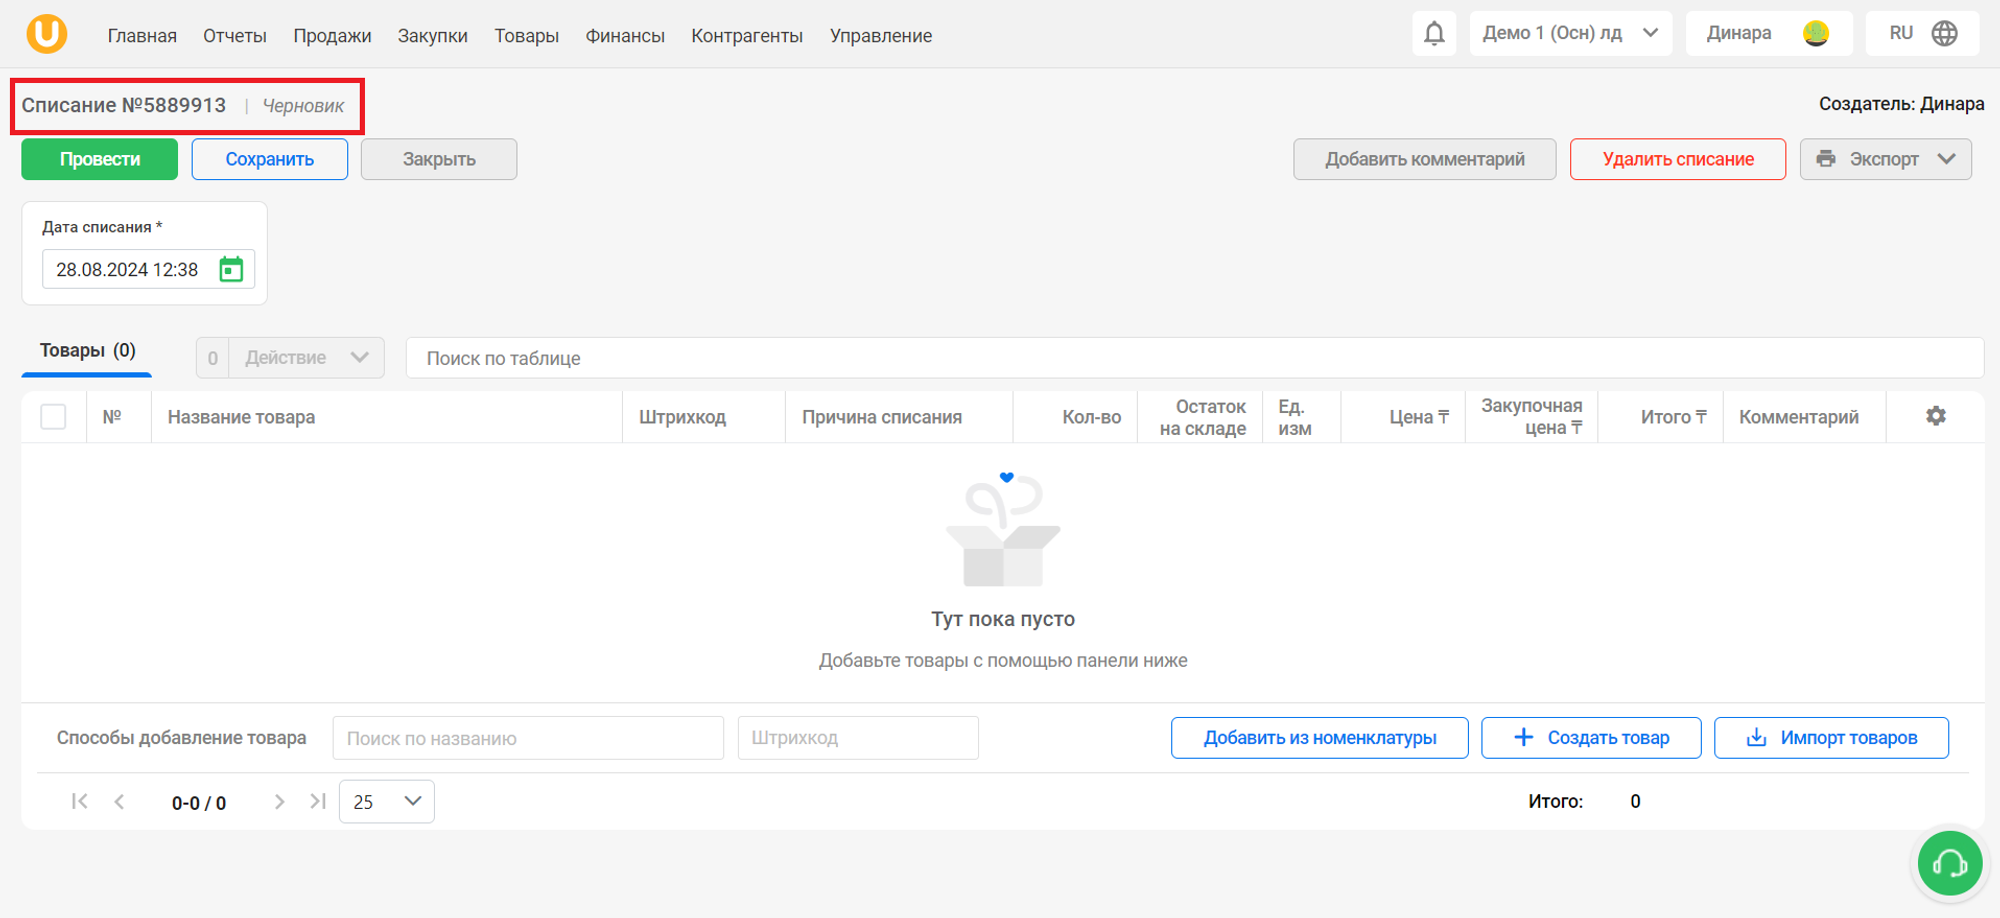 Главная Отчеты Продажи Закупки Товары Финансы Контрагенты Управление Демо 1 (Осн) лд Динара RU
Списание №5889913 | Черновик
Создатель: Динара
Провести Сохранить Закрыть Добавить комментарий Удалить списание Экспорт
Дата списания *
28.08.2024 12:38
Товары (0) 0 Действие Поиск по таблице
№ Название товара Штрихкод Причина списания Кол-во Остаток на складе Ед. изм Цена ₸ Закупочная цена ₸ Итого ₸ Комментарий
Тут пока пусто
Добавьте товары с помощью панели ниже
Способы добавление товара Поиск по названию Штрихкод Добавить из номенклатуры Создать товар Импорт товаров
0-0 / 0 25 Итого: 0